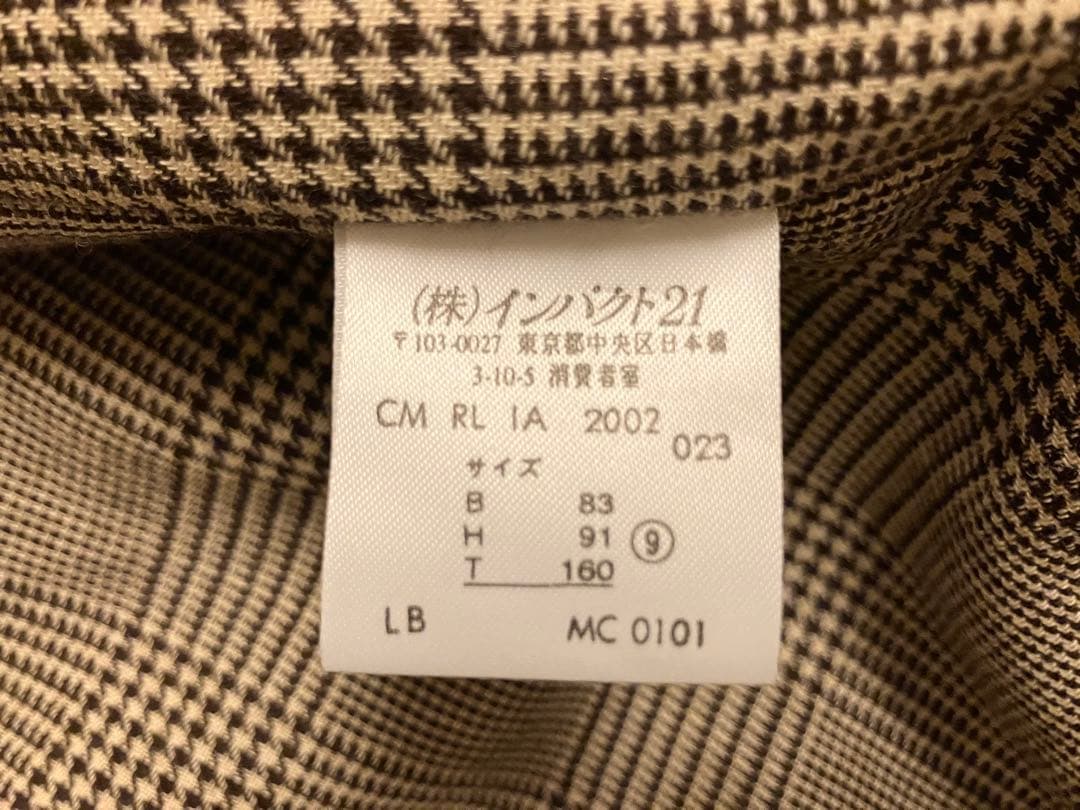 (株)インパクト21
〒103-0027 東京都中央区日本橋
3-10-5 消費者室
CM RL IA 2002 023
サイズ
B 83
H 91 ⑨
T 160
LB MC 0101